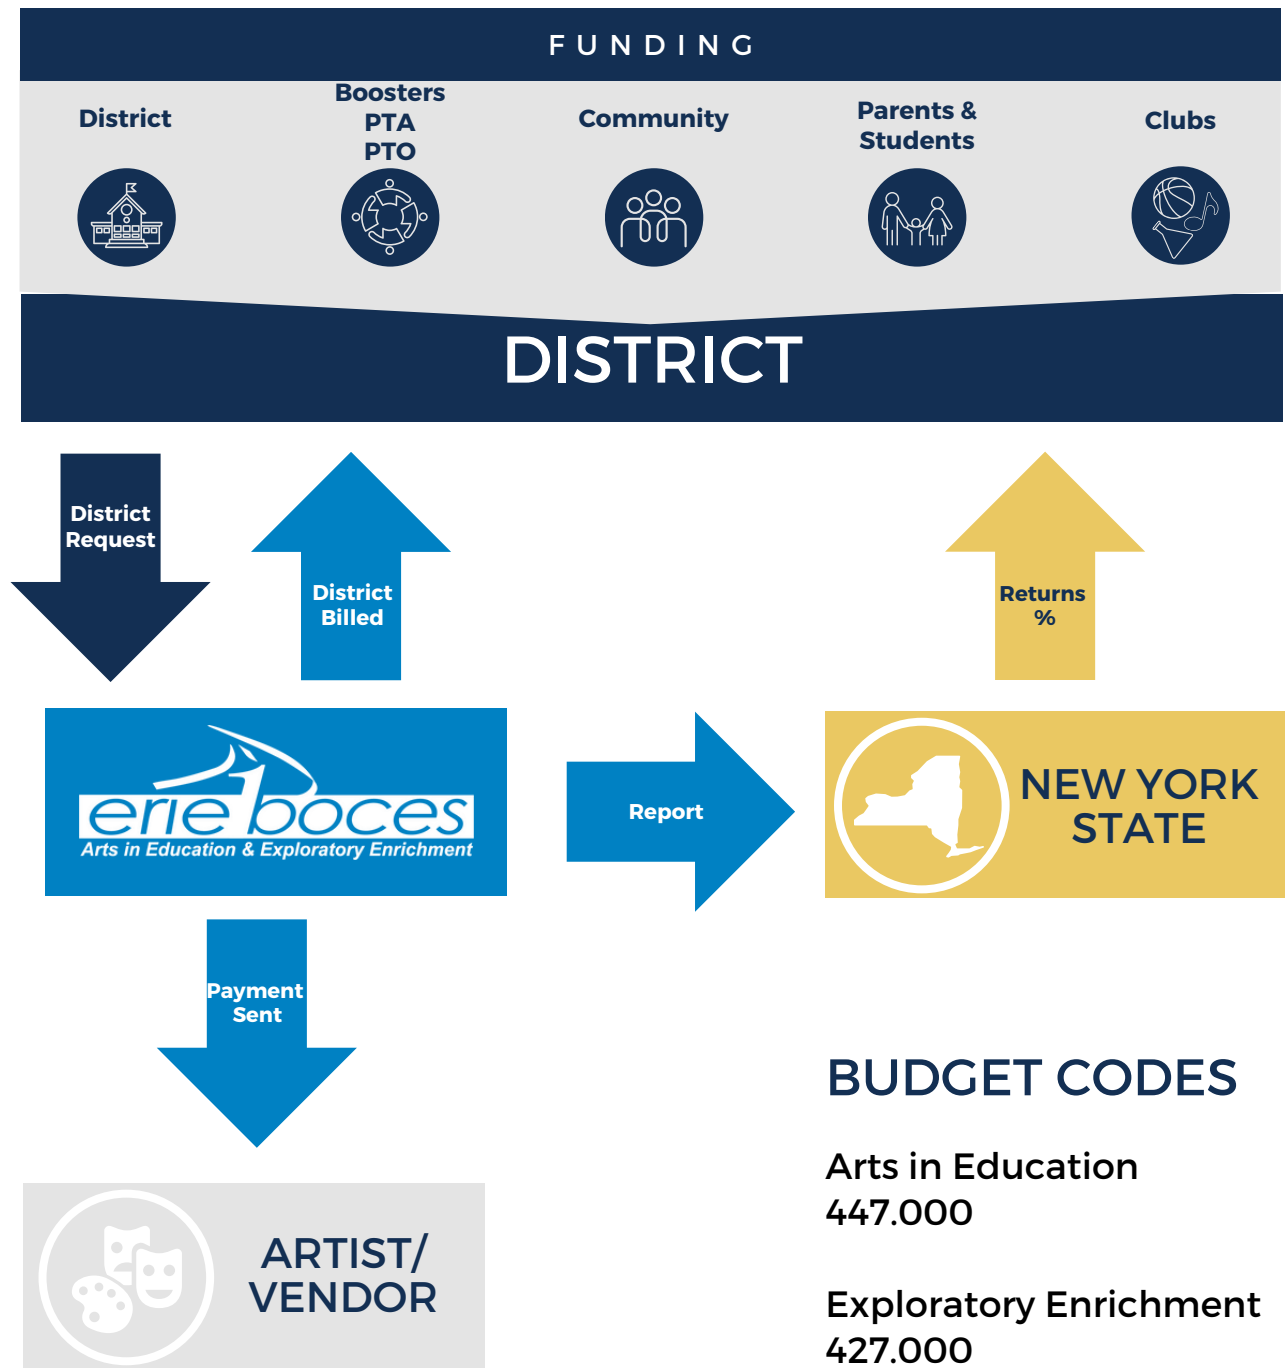 FUNDING
District
Boosters
PTA
PTO
Community
Parents &
Students
Clubs
DISTRICT
District
Request
District
Billed
Returns
%
erie 1 boces
Arts in Education & Exploratory Enrichment
Report
NEW YORK
STATE
Payment
Sent
ARTIST/
VENDOR
BUDGET CODES
Arts in Education
447.000
Exploratory Enrichment
427.000